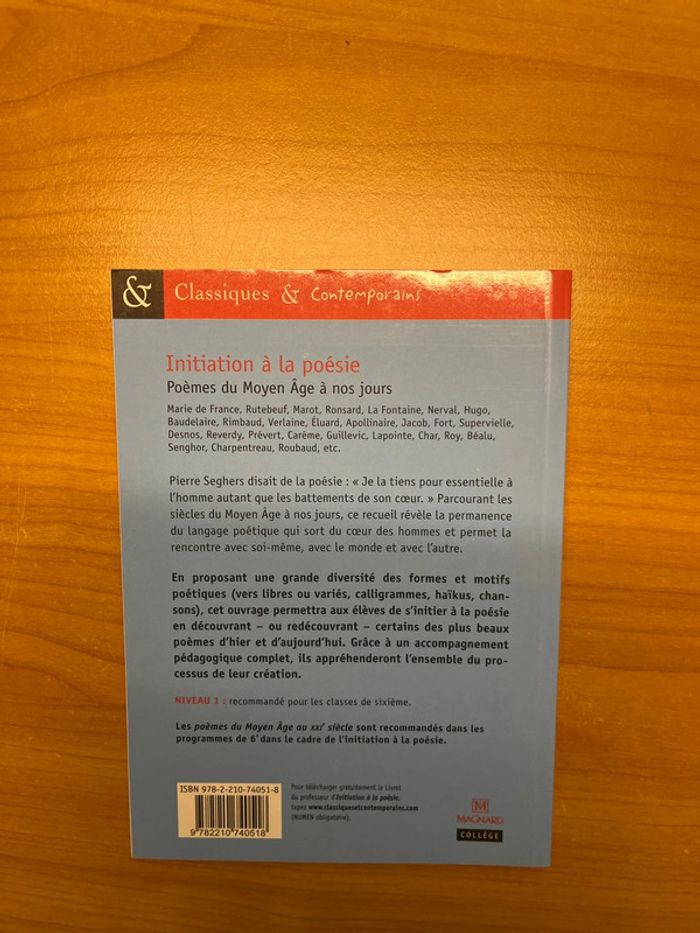 & Classiques & Contemporains
Initiation à la poésie
Poèmes du Moyen Âge à nos jours
Marie de France, Rutebeuf, Marot, Ronsard, La Fontaine, Nerval, Hugo,
Baudelaire, Rimbaud, Verlaine, Éluard, Apollinaire, Jacob, Fort, Supervielle,
Desnos, Reverdy, Prévert, Carême, Guillevic, Lapointe, Char, Roy, Béalu,
Senghor, Charpentreau, Roubaud, etc.
Pierre Seghers disait de la poésie : « Je la tiens pour essentielle à
l'homme autant que les battements de son cœur. » Parcourant les
siècles du Moyen Âge à nos jours, ce recueil révèle la permanence
du langage poétique qui sort du cœur des hommes et permet la
rencontre avec soi-même, avec le monde et avec l'autre.
En proposant une grande diversité des formes et motifs
poétiques (vers libres ou variés, calligrammes, haïkus, chan-
sons), cet ouvrage permettra aux élèves de s'initier à la poésie
en découvrant – ou redécouvrant – certains des plus beaux
poèmes d'hier et d'aujourd'hui. Grâce à un accompagnement
pédagogique complet, ils appréhenderont l'ensemble du pro-
cessus de leur création.
NIVEAU 1 : recommandé pour les classes de sixième.
Les poèmes du Moyen Âge au XXIe siècle sont recommandés dans les
programmes de 6e dans le cadre de l'initiation à la poésie.
ISBN 978-2-210-74051-8
9 782210 740518
Pour télécharger gratuitement le Livret
du professeur d'Initiation à la poésie,
tapez www.classiquesetcontemporains.com
(NUMEN obligatoire).
M
MAGNARD
COLLÈGE